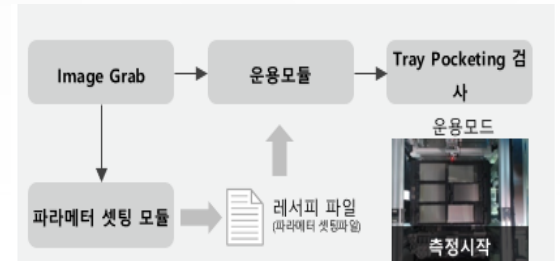 Image Grab
운용모듈
Tray Pocketing 검
사
운용모드
파라메터 셋팅 모듈
레서피 파일
(파라메터 셋팅파일)
측정시작